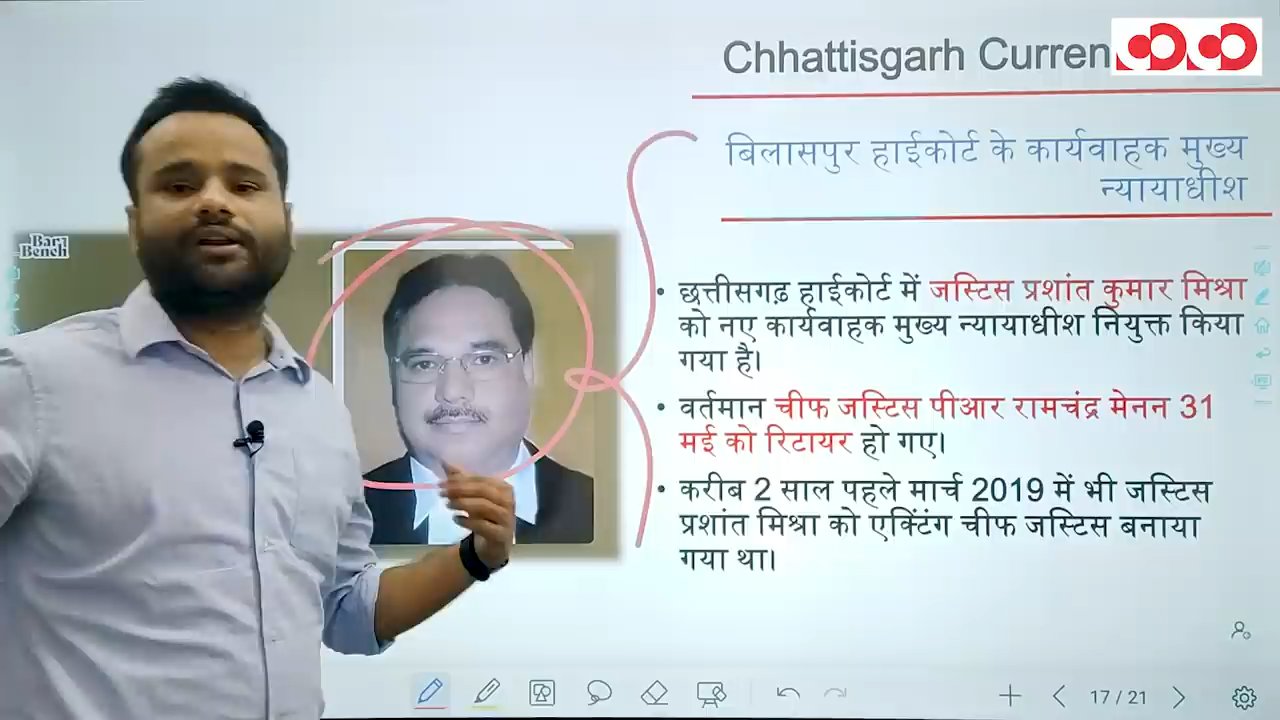 Chhattisgarh Curren
बिलासपुर हाईकोर्ट के कार्यवाहक मुख्य
न्यायाधीश
Bar
Bench
• छत्तीसगढ़ हाईकोर्ट में जस्टिस प्रशांत कुमार मिश्रा
को नए कार्यवाहक मुख्य न्यायाधीश नियुक्त किया
गया है।
• वर्तमान चीफ जस्टिस पीआर रामचंद्र मेनन 31
मई को रिटायर हो गए।
• करीब 2 साल पहले मार्च 2019 में भी जस्टिस
प्रशांत मिश्रा को एक्टिंग चीफ जस्टिस बनाया
गया था।
17 / 21